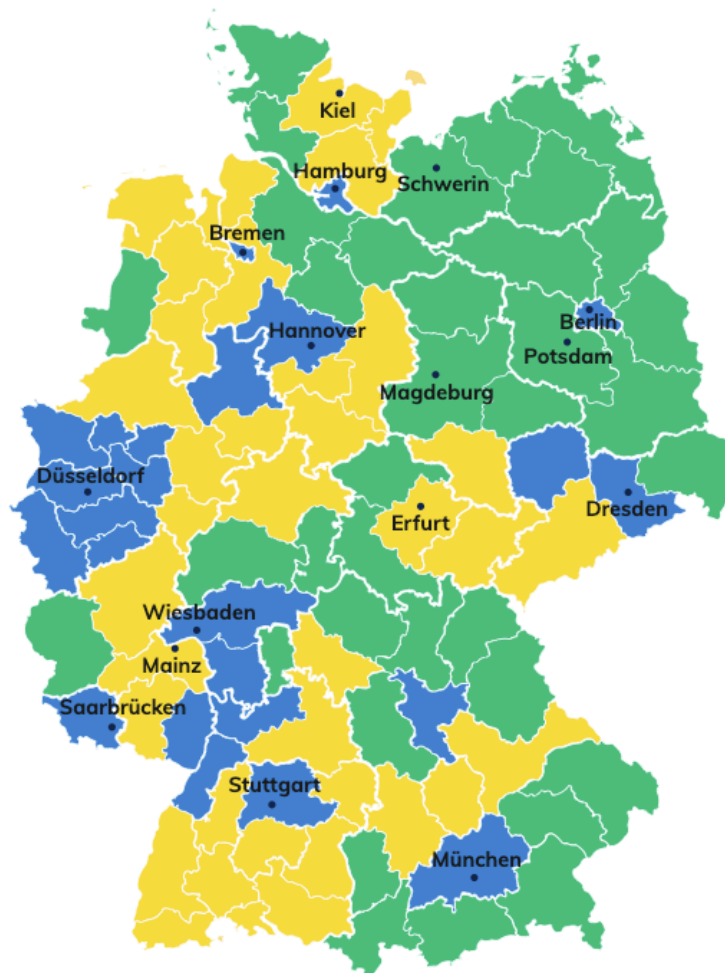 Kiel
Hamburg
Schwerin
Bremen
Berlin
Hannover
Potsdam
Magdeburg
Düsseldorf
Dresden
Erfurt
Wiesbaden
Mainz
Saarbrücken
Stuttgart
München